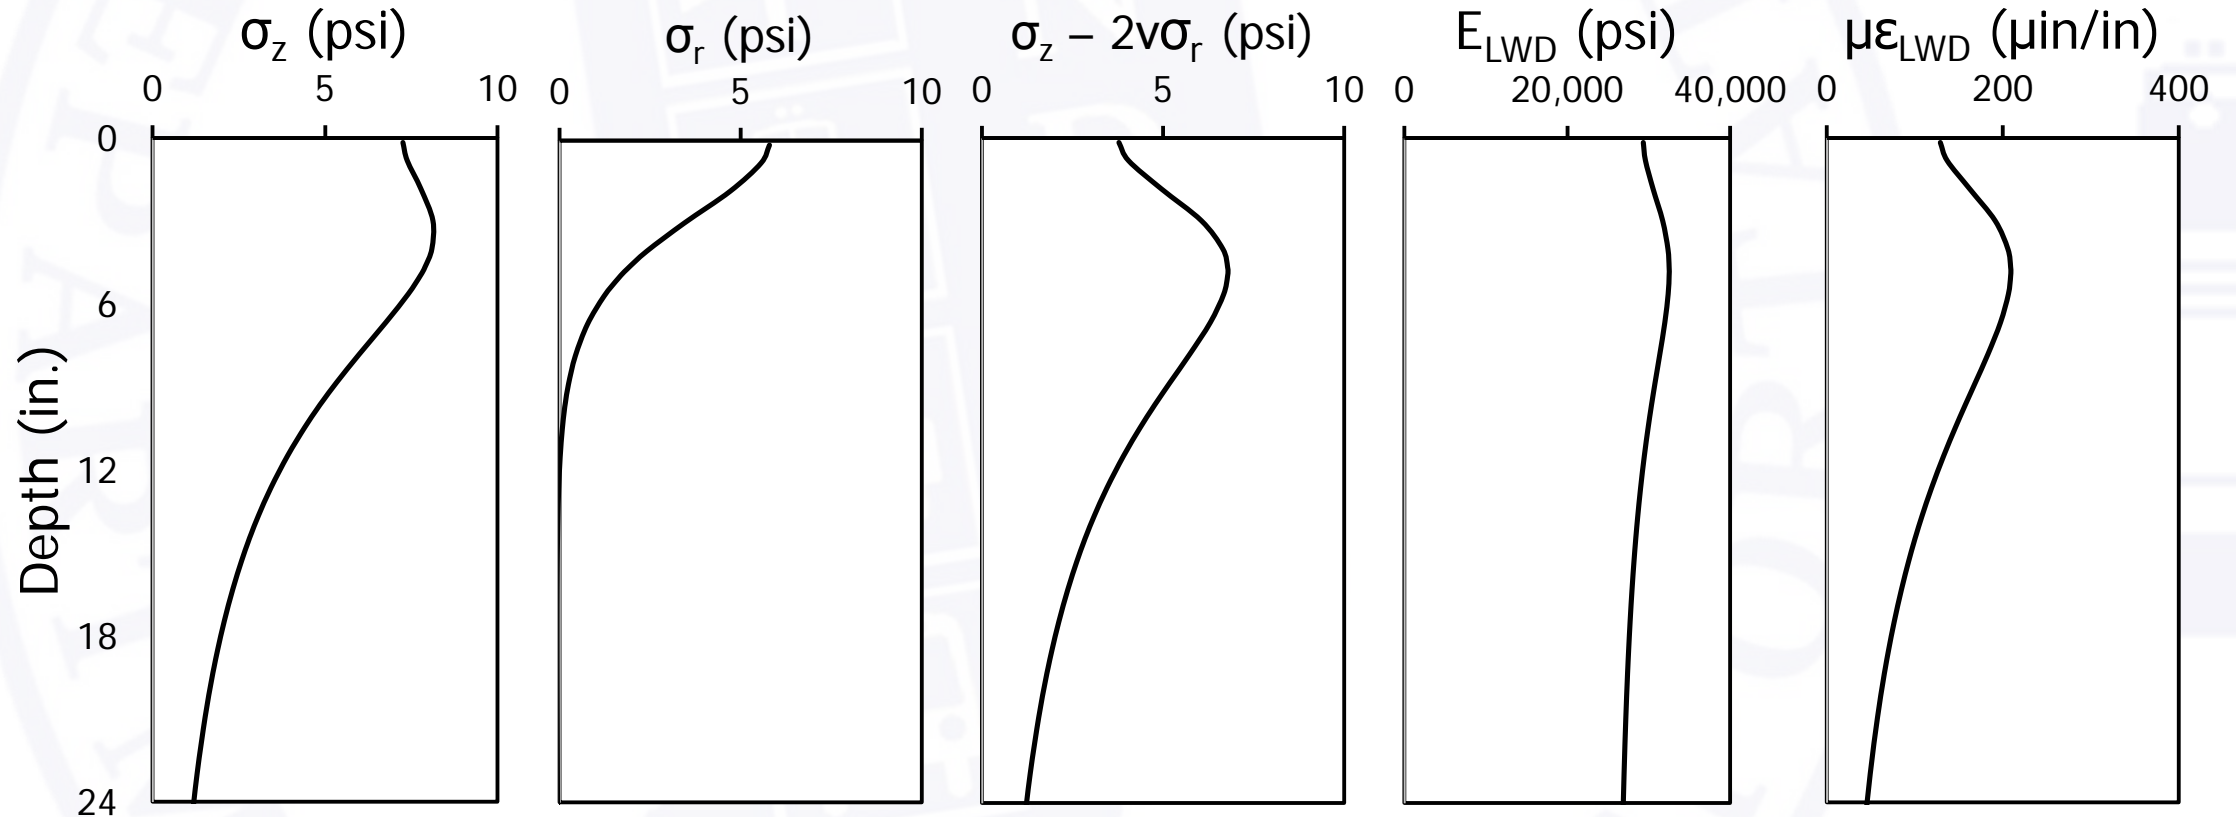 σz (psi)
σr (psi)
σz – 2νσr (psi)
ELWD (psi)
µεLWD (µin/in)
0 5 10
0 5 10
0 5 10
0 20,000 40,000
0 200 400
Depth (in.)
0
6
12
18
24